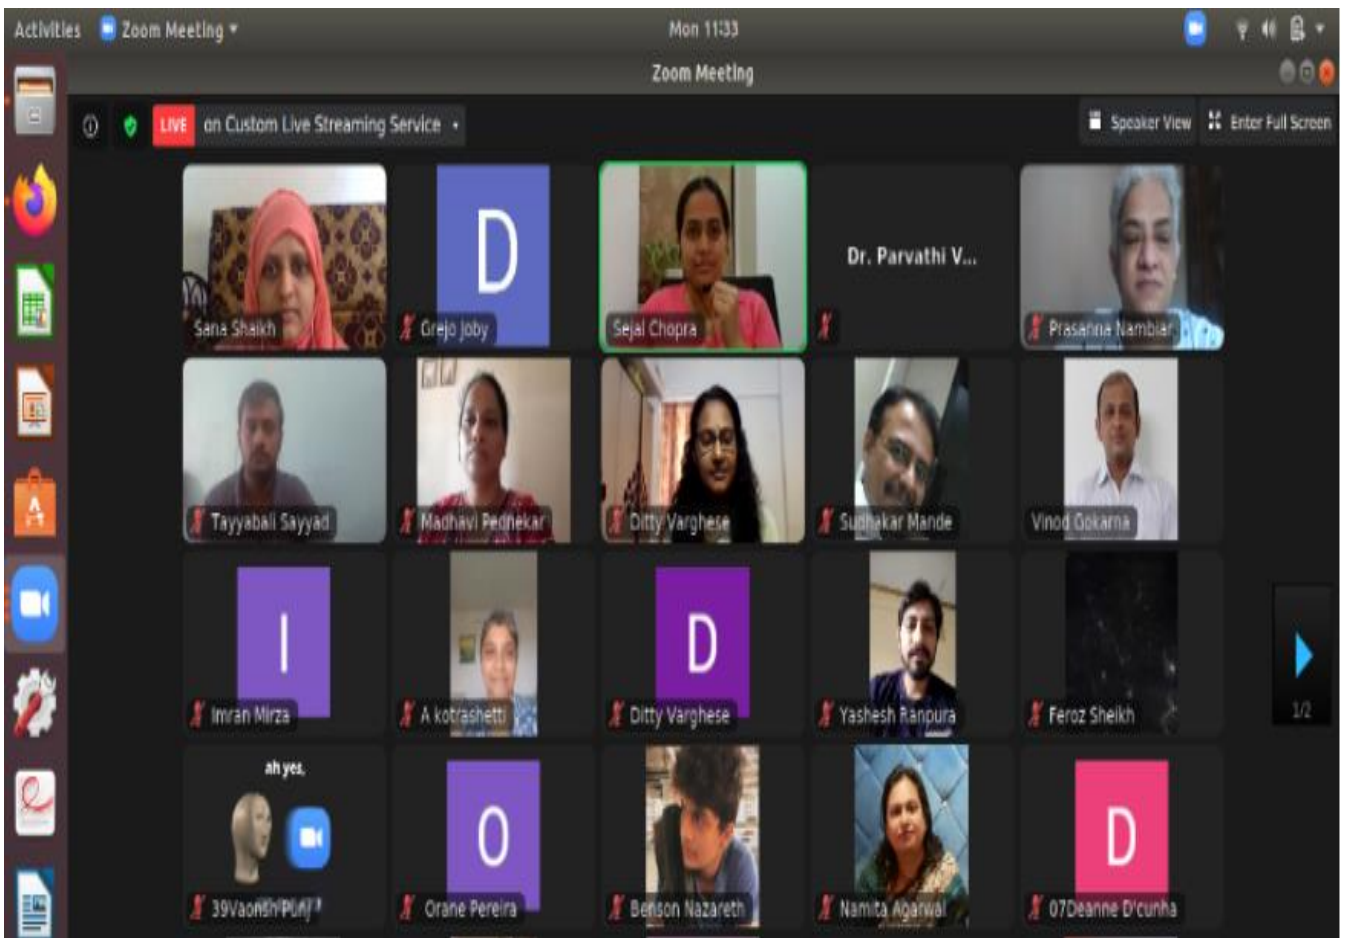 Activities Zoom Meeting Mon 11:33
Zoom Meeting
LIVE on Custom Live Streaming Service Speaker View Enter Full Screen
D Dr. Parvathi V...
Sana Shaikh Grejo Joby Sejal Chopra Prasanna Nambiar
Tayyabali Sayyad Madhavi Pednekar Ditty Varghese Sudhakar Mande Vinod Gokarna
I D
Imran Mirza A kotrashetti Ditty Varghese Yashesh Ranpura Feroz Sheikh 1/2
ah yes,
O D
Orane Pereira Benson Nazareth Namita Agarwal 07Deanne D'cunha